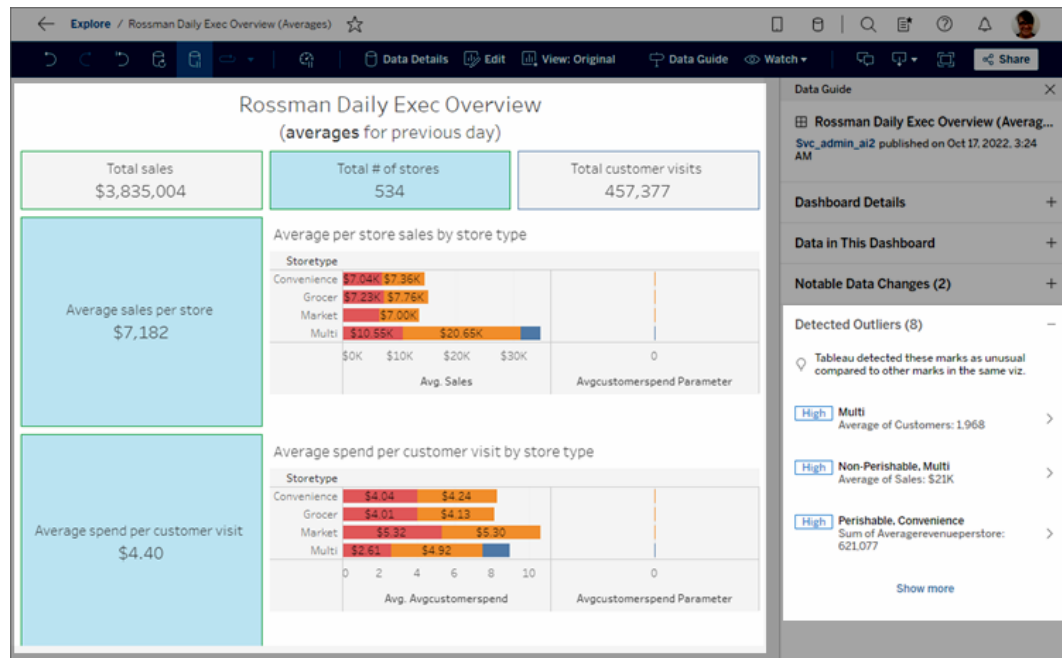 Explore / Rossman Daily Exec Overview (Averages)
Data Details Edit View: Original Data Guide Watch Share
Rossman Daily Exec Overview
(averages for previous day)
Total sales
$3,835,004
Total # of stores
534
Total customer visits
457,377
Average sales per store
$7,182
Average per store sales by store type
Storetype
Convenience $7.04K $7.36K
Grocer $7.23K $7.76K
Market $7.00K
Multi $10.55K $20.65K
$0K $10K $20K $30K 0
Avg. Sales Avgcustomerspend Parameter
Average spend per customer visit
$4.40
Average spend per customer visit by store type
Storetype
Convenience $4.04 $4.24
Grocer $4.01 $4.13
Market $5.32 $5.30
Multi $2.61 $4.92
0 2 4 6 8 10 0
Avg. Avgcustomerspend Avgcustomerspend Parameter
Data Guide
Rossman Daily Exec Overview (Averag...
Svc_admin_ai2 published on Oct 17, 2022, 3:24
AM
Dashboard Details
Data in This Dashboard
Notable Data Changes (2)
Detected Outliers (8)
Tableau detected these marks as unusual
compared to other marks in the same viz.
High Multi
Average of Customers: 1,968
High Non-Perishable, Multi
Average of Sales: $21K
High Perishable, Convenience
Sum of Averagerevenueperstore:
621,077
Show more